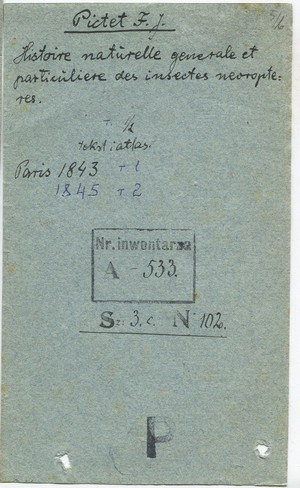 Pictet F. J.
Histoire naturelle generale et
particuliere des insectes neuropte-
res.
T. 1/2
tekst i atlas.
Paris 1843 T 1
1845 T 2
Nr. inwentarza
A - 533.
S. 3. c. N 102.
P